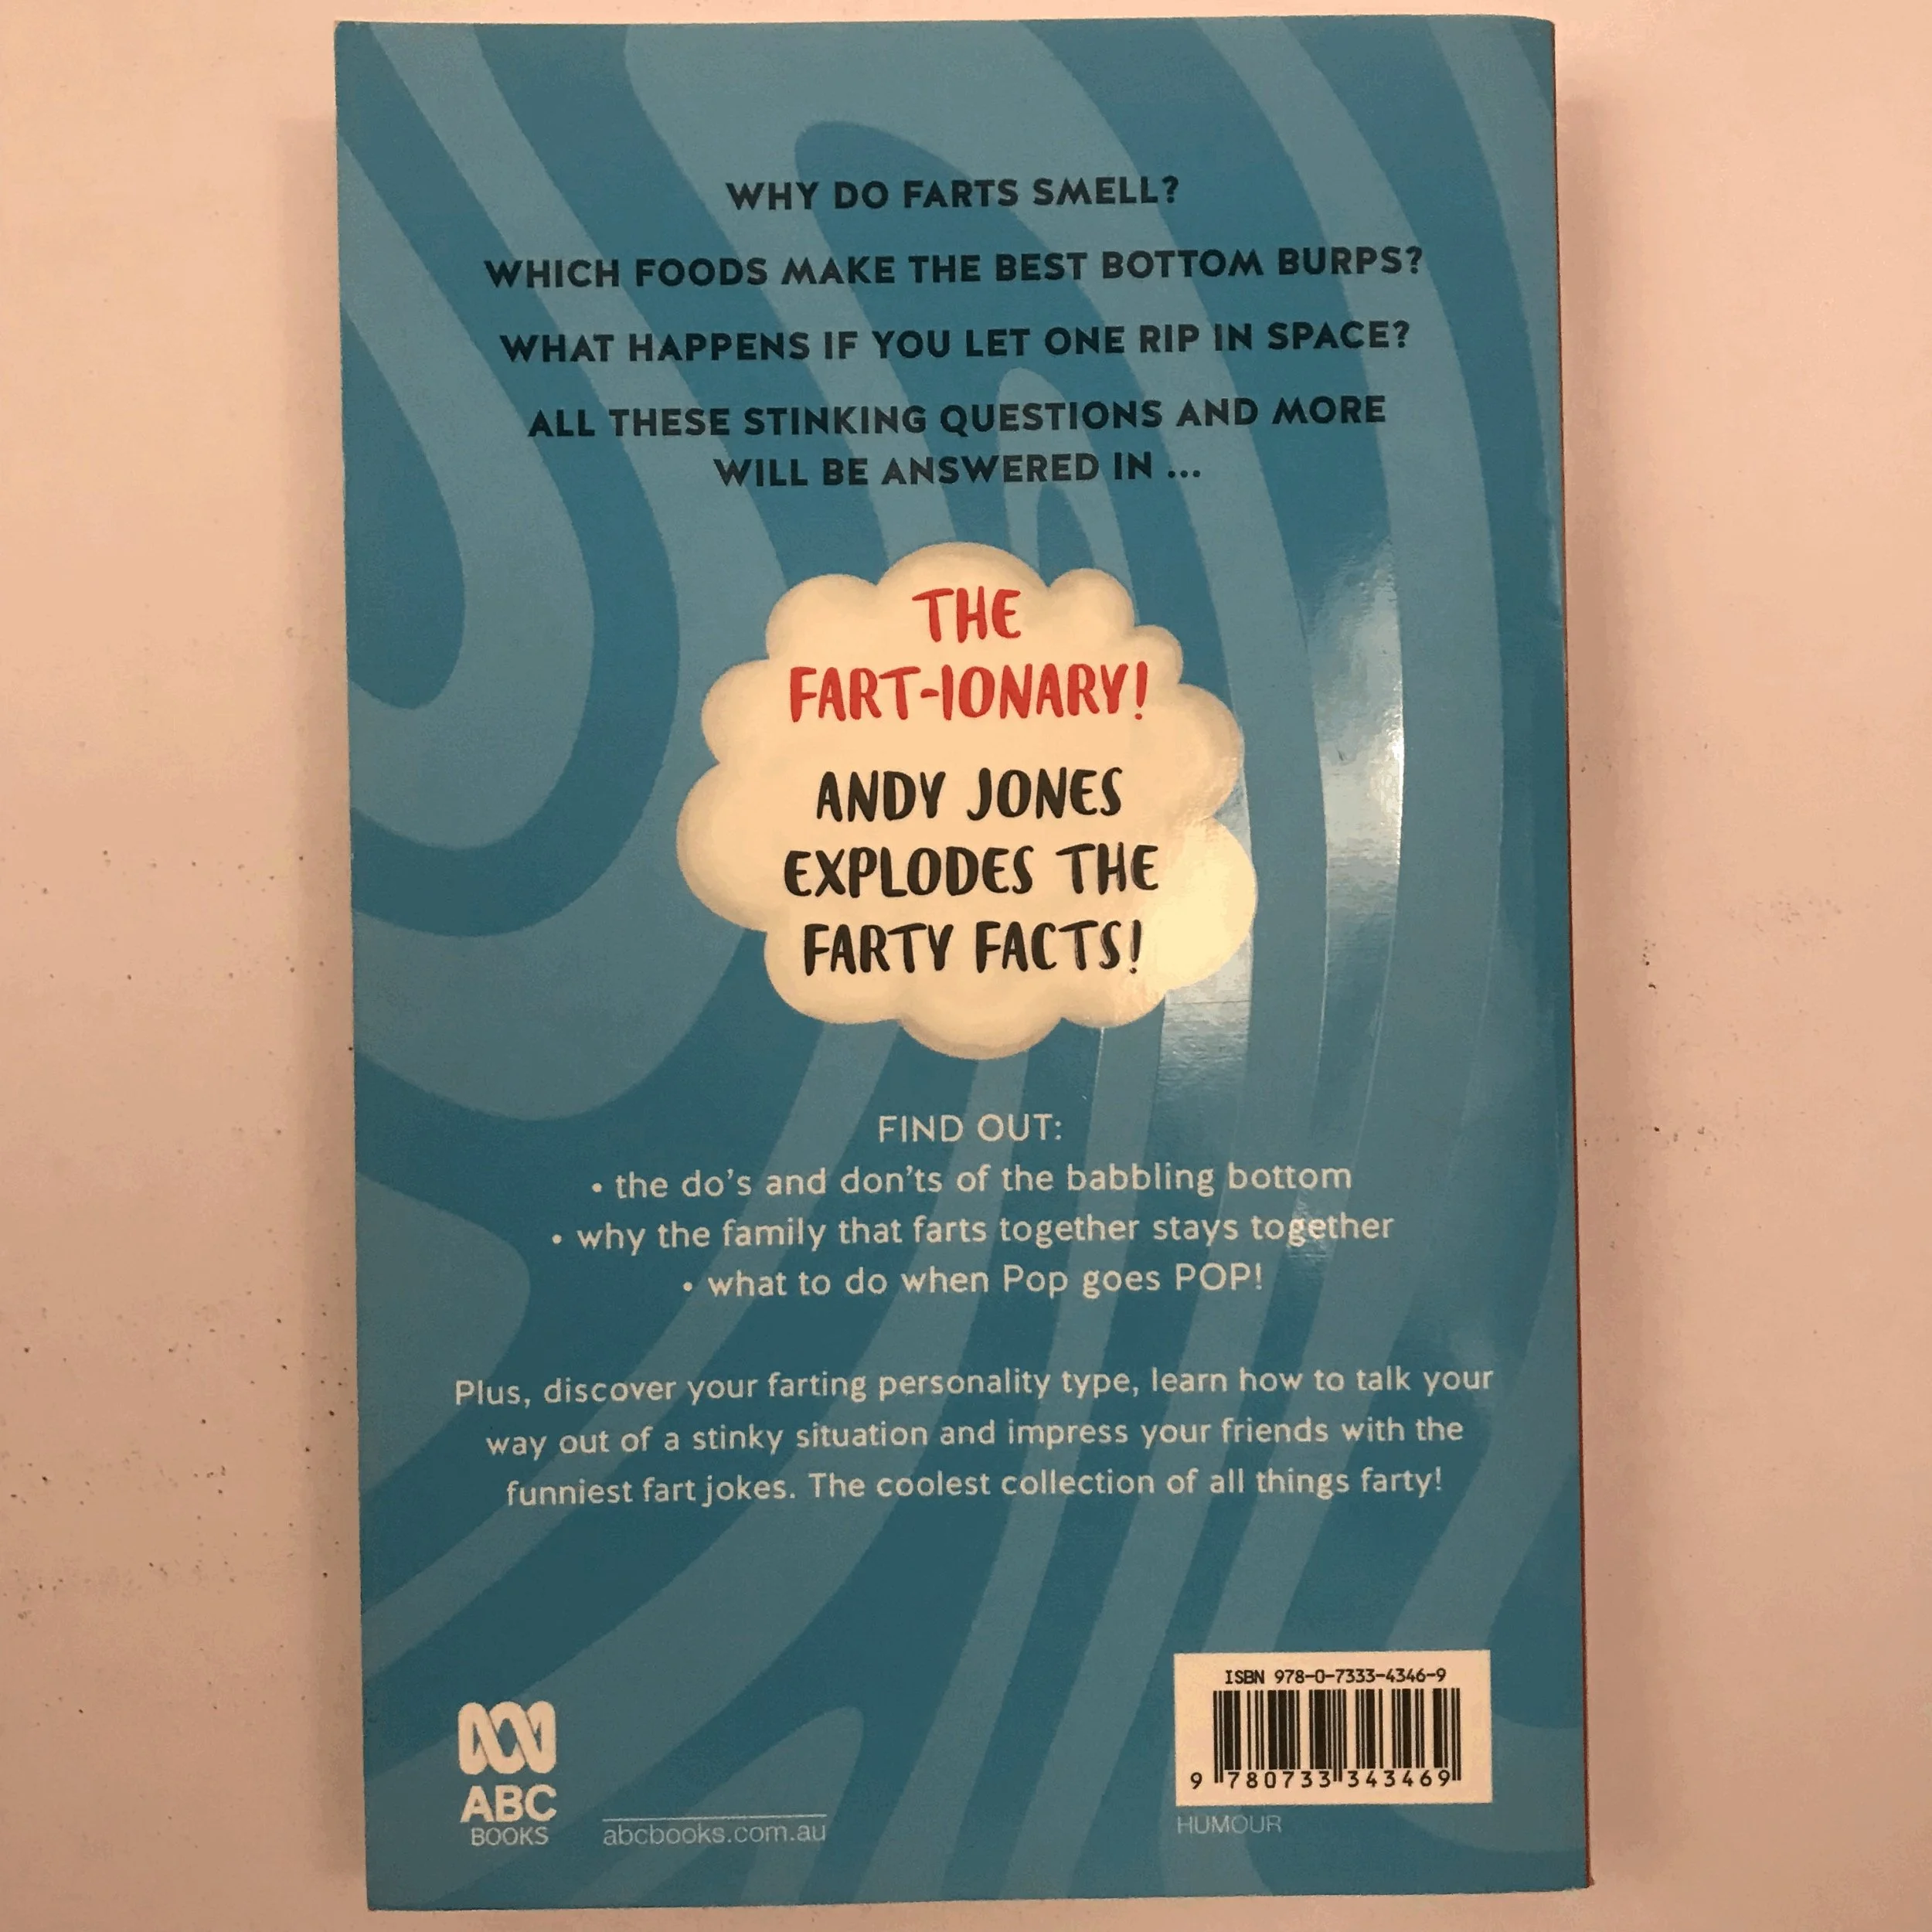 WHY DO FARTS SMELL?
WHICH FOODS MAKE THE BEST BOTTOM BURPS?
WHAT HAPPENS IF YOU LET ONE RIP IN SPACE?
ALL THESE STINKING QUESTIONS AND MORE
WILL BE ANSWERED IN ...
THE
FART-IONARY!
ANDY JONES
EXPLODES THE
FARTY FACTS!
FIND OUT:
• the do's and don'ts of the babbling bottom
• why the family that farts together stays together
• what to do when Pop goes POP!
Plus, discover your farting personality type, learn how to talk your
way out of a stinky situation and impress your friends with the
funniest fart jokes. The coolest collection of all things farty!
ISBN 978-0-7333-4346-9
9 780733 343469
HUMOUR
ABC
BOOKS
abcbooks.com.au